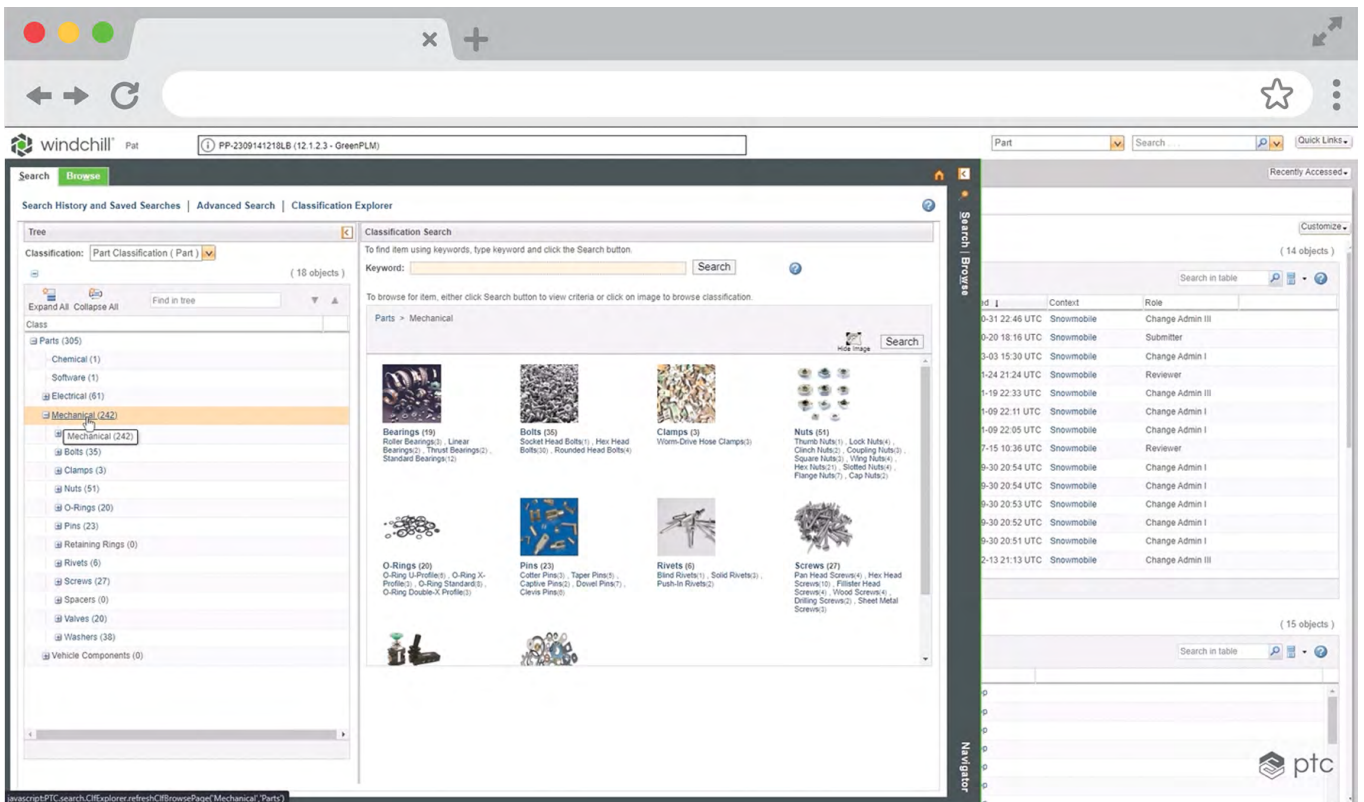 windchill® Pat
PP-2309141218LB (12.1.2.3 - GreenPLM)
Part
Search . . .
Quick Links
Search Browse
Recently Accessed
Search History and Saved Searches | Advanced Search | Classification Explorer
Customize
Tree
Classification: Part Classification ( Part )
( 18 objects )
Expand All Collapse All
Find in tree
Class
Parts (305)
Chemical (1)
Software (1)
Electrical (61)
Mechanical (242)
Mechanical (242)
Bolts (35)
Clamps (3)
Nuts (51)
O-Rings (20)
Pins (23)
Retaining Rings (0)
Rivets (6)
Screws (27)
Spacers (0)
Valves (20)
Washers (38)
Vehicle Components (0)
Classification Search
To find item using keywords, type keyword and click the Search button.
Keyword:
Search
To browse for item, either click Search button to view criteria or click on image to browse classification.
Parts > Mechanical
Hide Image
Search
Bearings (19)
Roller Bearings(3) , Linear
Bearings(2) , Thrust Bearings(2) ,
Standard Bearings(12)
Bolts (35)
Socket Head Bolts(1) , Hex Head
Bolts(30) , Rounded Head Bolts(4)
Clamps (3)
Worm-Drive Hose Clamps(3)
Nuts (51)
Thumb Nuts(1) , Lock Nuts(4) ,
Clinch Nuts(2) , Coupling Nuts(3) ,
Square Nuts(3) , Wing Nuts(4) ,
Hex Nuts(21) , Slotted Nuts(4) ,
Flange Nuts(7) , Cap Nuts(2)
O-Rings (20)
O-Ring U-Profile(6) , O-Ring X-
Profile(3) , O-Ring Standard(8) ,
O-Ring Double-X Profile(3)
Pins (23)
Cotter Pins(3) , Taper Pins(5) ,
Captive Pins(2) , Dowel Pins(7) ,
Clevis Pins(6)
Rivets (6)
Blind Rivets(1) , Solid Rivets(3) ,
Push-In Rivets(2)
Screws (27)
Pan Head Screws(4) , Hex Head
Screws(10) , Fillister Head
Screws(4) , Wood Screws(4) ,
Drilling Screws(2) , Sheet Metal
Screws(3)
Search | Browse
Navigator
( 14 objects )
Search in table
Context Role
0-31 22:46 UTC Snowmobile Change Admin III
0-20 18:16 UTC Snowmobile Submitter
3-03 15:30 UTC Snowmobile Change Admin I
1-24 21:24 UTC Snowmobile Reviewer
1-19 22:33 UTC Snowmobile Change Admin III
1-09 22:11 UTC Snowmobile Change Admin I
1-09 22:05 UTC Snowmobile Change Admin I
7-15 10:36 UTC Snowmobile Reviewer
9-30 20:54 UTC Snowmobile Change Admin I
9-30 20:54 UTC Snowmobile Change Admin I
9-30 20:53 UTC Snowmobile Change Admin I
9-30 20:52 UTC Snowmobile Change Admin I
9-30 20:51 UTC Snowmobile Change Admin I
2-13 21:13 UTC Snowmobile Change Admin III
( 15 objects )
Search in table
ptc
javascript:PTC.search.ClfExplorer.refreshClfBrowsePage('Mechanical','Parts')